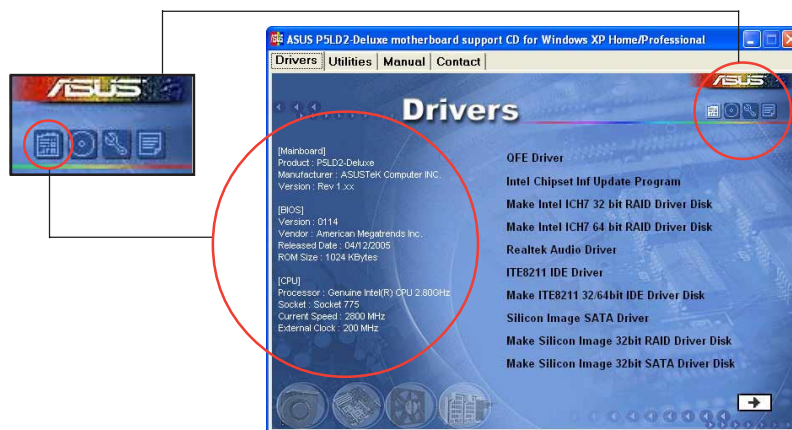 ASUS P5LD2-Deluxe motherboard support CD for Windows XP Home/Professional
Drivers Utilities Manual Contact
/ISUS
/ISUS
Drivers
[Mainboard]
Product : P5LD2-Deluxe
Manufacturer : ASUSTeK Computer INC.
Version : Rev 1.xx
[BIOS]
Version : 0114
Vendor : American Megatrends Inc.
Released Date : 04/12/2005
ROM Size : 1024 KBytes
[CPU]
Processor : Genuine Intel(R) CPU 2.80GHz
Socket : Socket 775
Current Speed : 2800 MHz
External Clock : 200 MHz
QFE Driver
Intel Chipset Inf Update Program
Make Intel ICH7 32 bit RAID Driver Disk
Make Intel ICH7 64 bit RAID Driver Disk
Realtek Audio Driver
ITE8211 IDE Driver
Make ITE8211 32/64bit IDE Driver Disk
Silicon Image SATA Driver
Make Silicon Image 32bit RAID Driver Disk
Make Silicon Image 32bit SATA Driver Disk